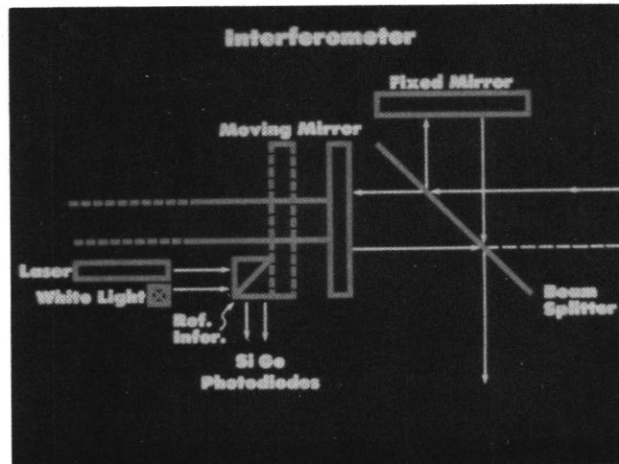 Interferometer
Fixed Mirror
Moving Mirror
Laser
White Light
Ref.
Infer.
Beam
Splitter
Si Ge
Photodiodes